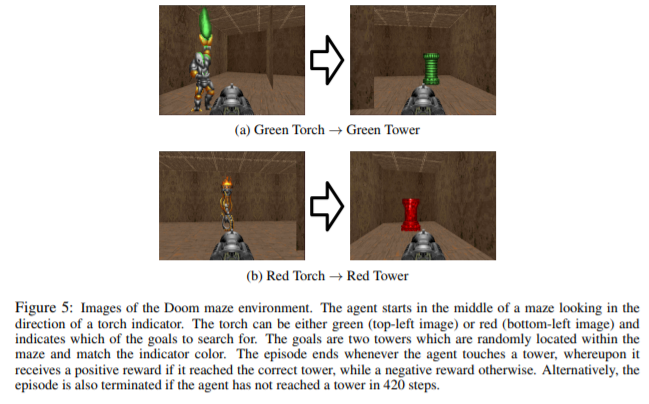 (a) Green Torch → Green Tower
(b) Red Torch → Red Tower
Figure 5: Images of the Doom maze environment. The agent starts in the middle of a maze looking in the
direction of a torch indicator. The torch can be either green (top-left image) or red (bottom-left image) and
indicates which of the goals to search for. The goals are two towers which are randomly located within the
maze and match the indicator color. The episode ends whenever the agent touches a tower, whereupon it
receives a positive reward if it reached the correct tower, while a negative reward otherwise. Alternatively, the
episode is also terminated if the agent has not reached a tower in 420 steps.